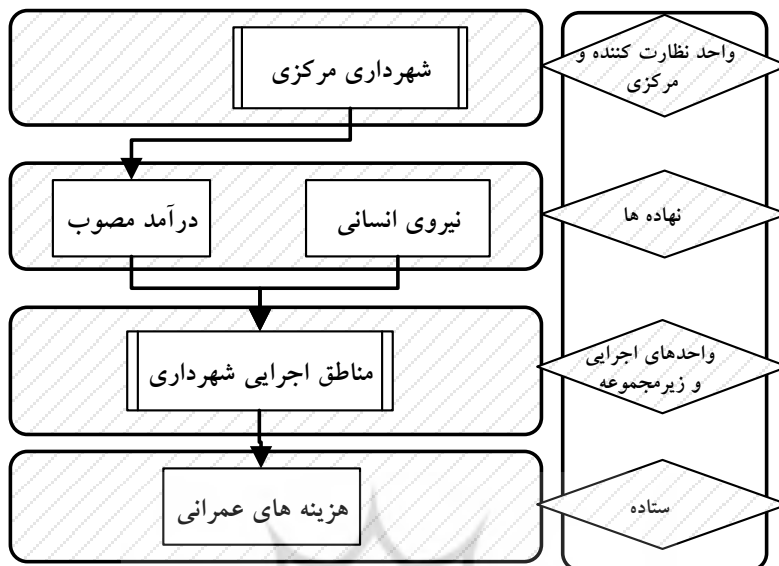 واحد نظارت کننده و
مرکزی
شهرداری مرکزی
نهاده ها
نیروی انسانی
درآمد مصوب
واحدهای اجرایی
و زیرمجموعه
مناطق اجرایی شهرداری
ستاده
هزینه های عمرانی